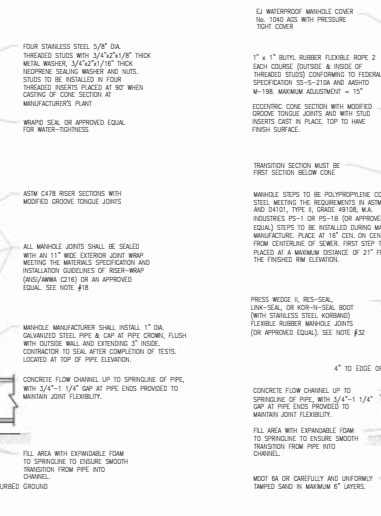 FOUR STAINLESS STEEL 5/8" DIA.
THREADED STUDS WITH 3/4"x2"x1/8" THICK
METAL WASHER, 3/4"x2"x1/16" THICK
NEOPRENE SEALING WASHER AND NUTS.
STUDS TO BE INSTALLED IN FOUR
THREADED INSERTS PLACED AT 90° WHEN
CASTING OF CONE SECTION AT
MANUFACTURER'S PLANT
WRAPID SEAL OR APPROVED EQUAL
FOR WATER-TIGHTNESS
ASTM C478 RISER SECTIONS WITH
MODIFIED GROOVE TONGUE JOINTS
ALL MANHOLE JOINTS SHALL BE SEALED
WITH AN 11" WIDE EXTERIOR JOINT WRAP
MEETING THE MATERIALS SPECIFICATION AND
INSTALLATION GUIDELINES OF RISER-WRAP
(ANSI/AWWA C216) OR AN APPROVED
EQUAL. SEE NOTE #18
MANHOLE MANUFACTURER SHALL INSTALL 1" DIA.
GALVANIZED STEEL PIPE & CAP AT PIPE CROWN, FLUSH
WITH OUTSIDE WALL AND EXTENDING 3" INSIDE.
CONTRACTOR TO SEAL AFTER COMPLETION OF TESTS.
LOCATED AT TOP OF PIPE ELEVATION.
CONCRETE FLOW CHANNEL UP TO SPRINGLINE OF PIPE,
WITH 3/4"-1 1/4" GAP AT PIPE ENDS PROVIDED TO
MAINTAIN JOINT FLEXIBILITY.
FILL AREA WITH EXPANDABLE FOAM
TO SPRINGLINE TO ENSURE SMOOTH
TRANSITION FROM PIPE INTO
CHANNEL.
URBED GROUND
EJ WATERPROOF MANHOLE COVER
No. 1040 AGS WITH PRESSURE
TIGHT COVER
1" x 1" BUTYL RUBBER FLEXIBLE ROPE 2
EACH COURSE (OUTSIDE & INSIDE OF
THREADED STUDS) CONFORMING TO FEDERAL
SPECIFICATION SS-S-210A AND AASHTO
M-198. MAXIMUM ADJUSTMENT = 15"
ECCENTRIC CONE SECTION WITH MODIFIED
GROOVE TONGUE JOINTS AND WITH STUD
INSERTS CAST IN PLACE. TOP TO HAVE
FINISH SURFACE.
TRANSITION SECTION MUST BE
FIRST SECTION BELOW CONE
MANHOLE STEPS TO BE POLYPROPYLENE CO
STEEL MEETING THE REQUIREMENTS IN ASTM
AND D4101, TYPE II, GRADE 49108, M.A.
INDUSTRIES PS-1 OR PS-1B (OR APPROVED
EQUAL) STEPS TO BE INSTALLED DURING MA
MANUFACTURE. PLACE AT 16" CEN. ON CEN
FROM CENTERLINE OF SEWER. FIRST STEP T
PLACED AT A MAXIMUM DISTANCE OF 21" F
THE FINISHED RIM ELEVATION.
PRESS WEDGE II, RES-SEAL,
LINK-SEAL, OR KOR-N-SEAL BOOT
(WITH STAINLESS STEEL KORBAND)
FLEXIBLE RUBBER MANHOLE JOINTS
(OR APPROVED EQUAL). SEE NOTE #32
4" TO EDGE OF
CONCRETE FLOW CHANNEL UP TO
SPRINGLINE OF PIPE, WITH 3/4"-1 1/4"
GAP AT PIPE ENDS PROVIDED TO
MAINTAIN JOINT FLEXIBILITY.
FILL AREA WITH EXPANDABLE FOAM
TO SPRINGLINE TO ENSURE SMOOTH
TRANSITION FROM PIPE INTO
CHANNEL.
MDOT 6A OR CAREFULLY AND UNIFORMLY
TAMPED SAND IN MAXIMUM 6" LAYERS.